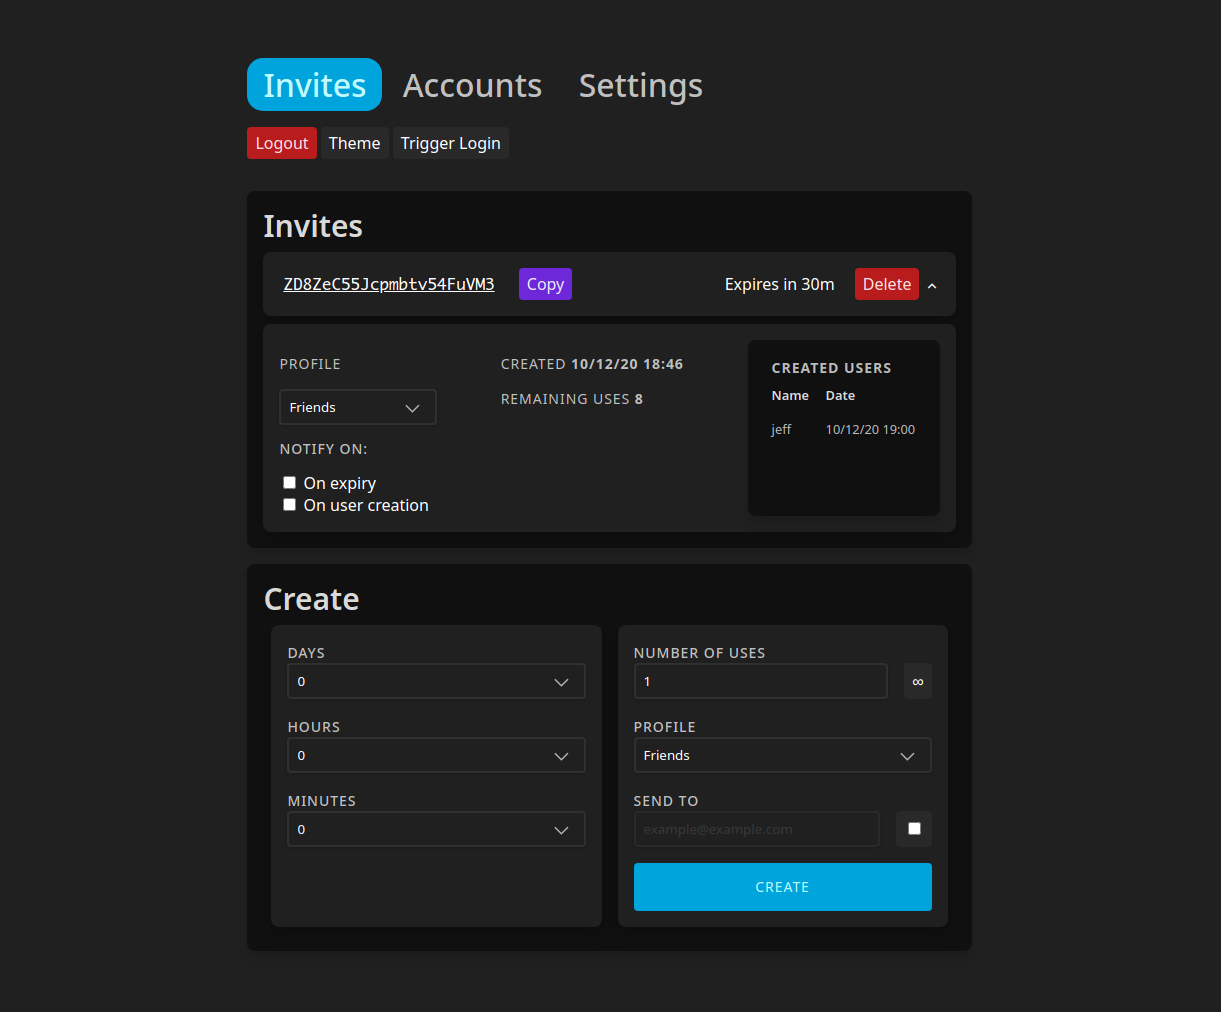 Invites Accounts Settings
Logout Theme Trigger Login
Invites
ZD8ZeC55Jcpmbtv54FuVM3 Copy Expires in 30m Delete
PROFILE
Friends
NOTIFY ON:
On expiry
On user creation
CREATED 10/12/20 18:46
REMAINING USES 8
CREATED USERS
Name Date
jeff 10/12/20 19:00
Create
DAYS
0
HOURS
0
MINUTES
0
NUMBER OF USES
1 ∞
PROFILE
Friends
SEND TO
example@example.com
CREATE